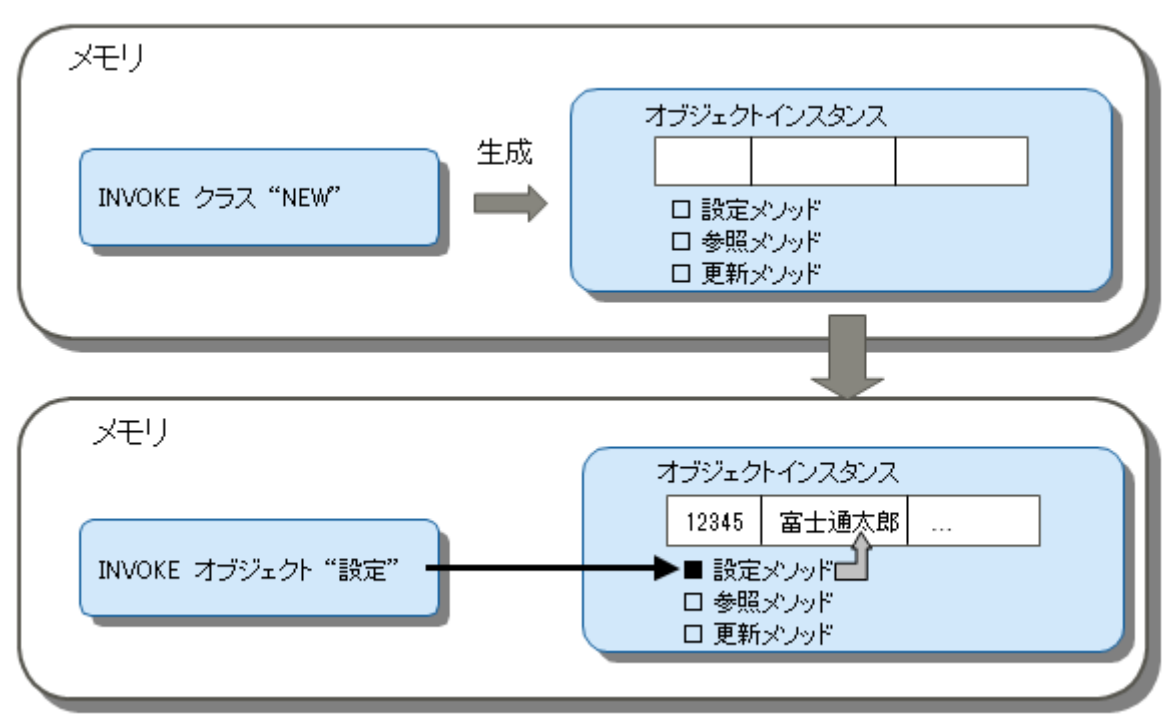 メモリ
オブジェクトインスタンス
生成
INVOKE クラス “NEW”
□ 設定メソッド
□ 参照メソッド
□ 更新メソッド
メモリ
オブジェクトインスタンス
12345 富士通太郎 ...
INVOKE オブジェクト “設定”
■ 設定メソッド
□ 参照メソッド
□ 更新メソッド